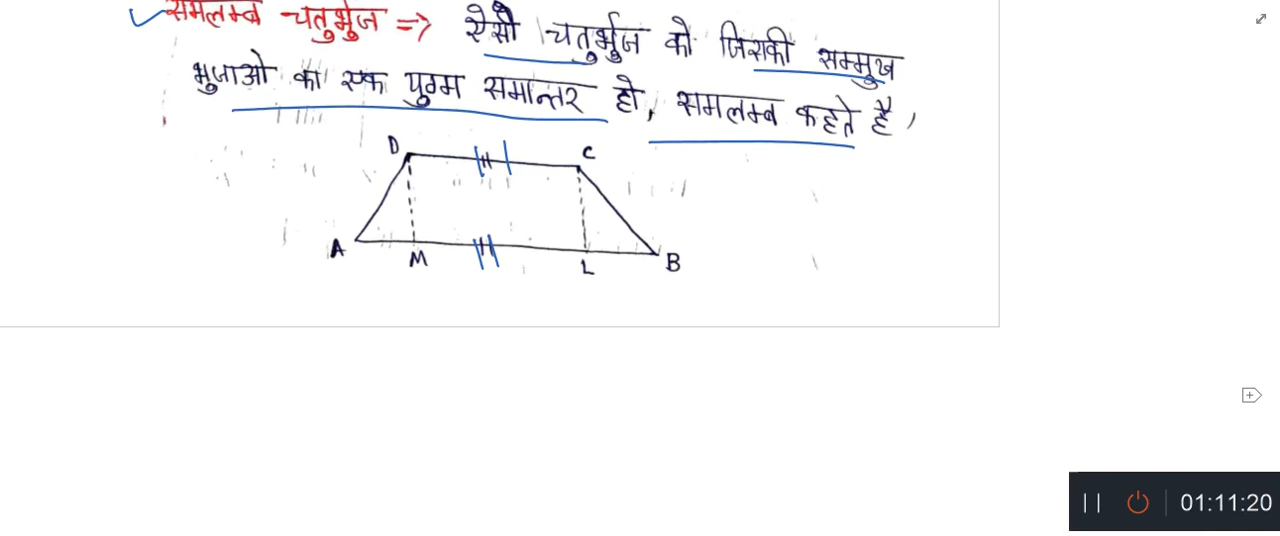 समलम्ब चतुर्भुज => ऐसे चतुर्भुज को जिसकी सम्मुख
भुजाओ का एक युग्म समान्तर हो, समलम्ब कहते है,
D C
A M L B
01:11:20